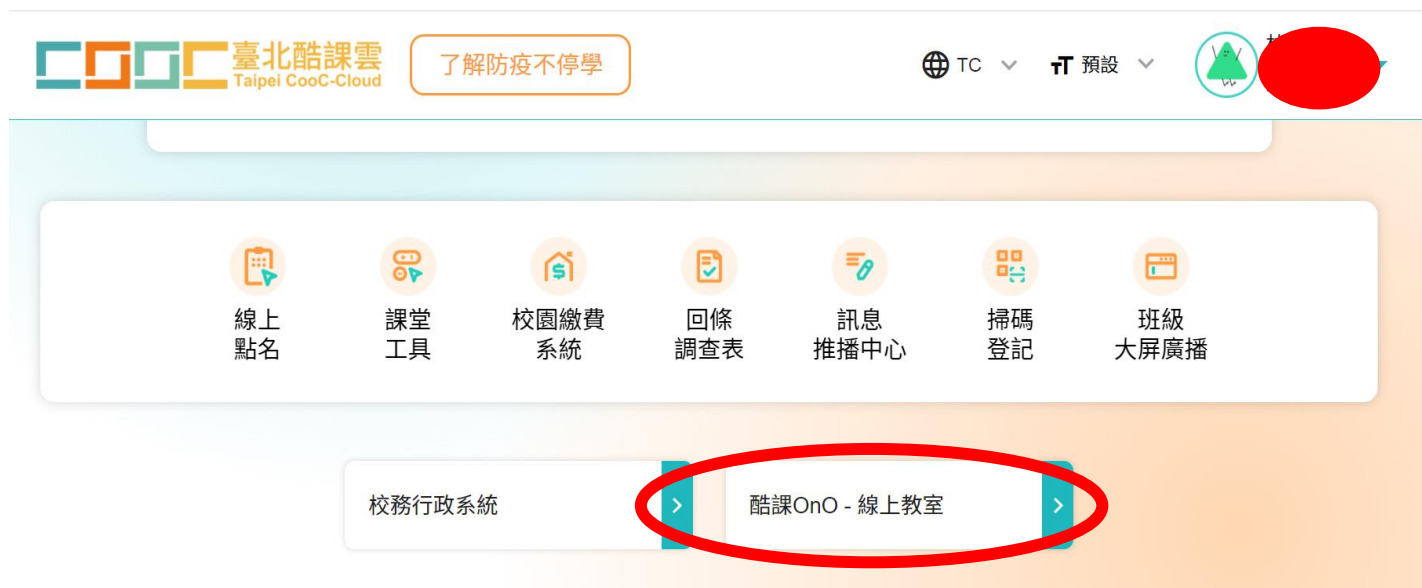 臺北酷課雲
Taipei CooC-Cloud
了解防疫不停學
TC
預設
線上
點名
課堂
工具
校園繳費
系統
回條
調查表
訊息
推播中心
掃碼
登記
班級
大屏廣播
校務行政系統
酷課OnO - 線上教室